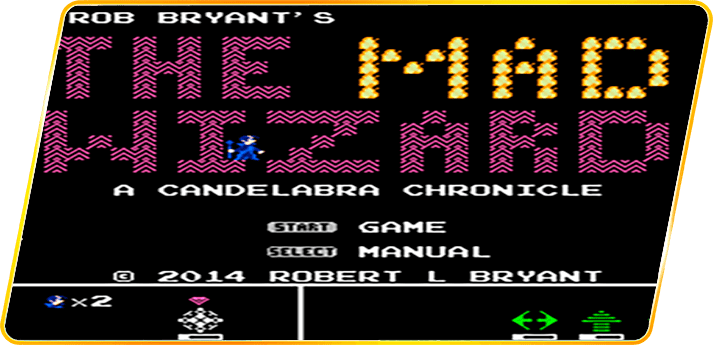 ROB BRYANT'S
THE MAD
WIZARD
A CANDELABRA CHRONICLE
START GAME
SELECT MANUAL
© 2014 ROBERT L BRYANT
×2